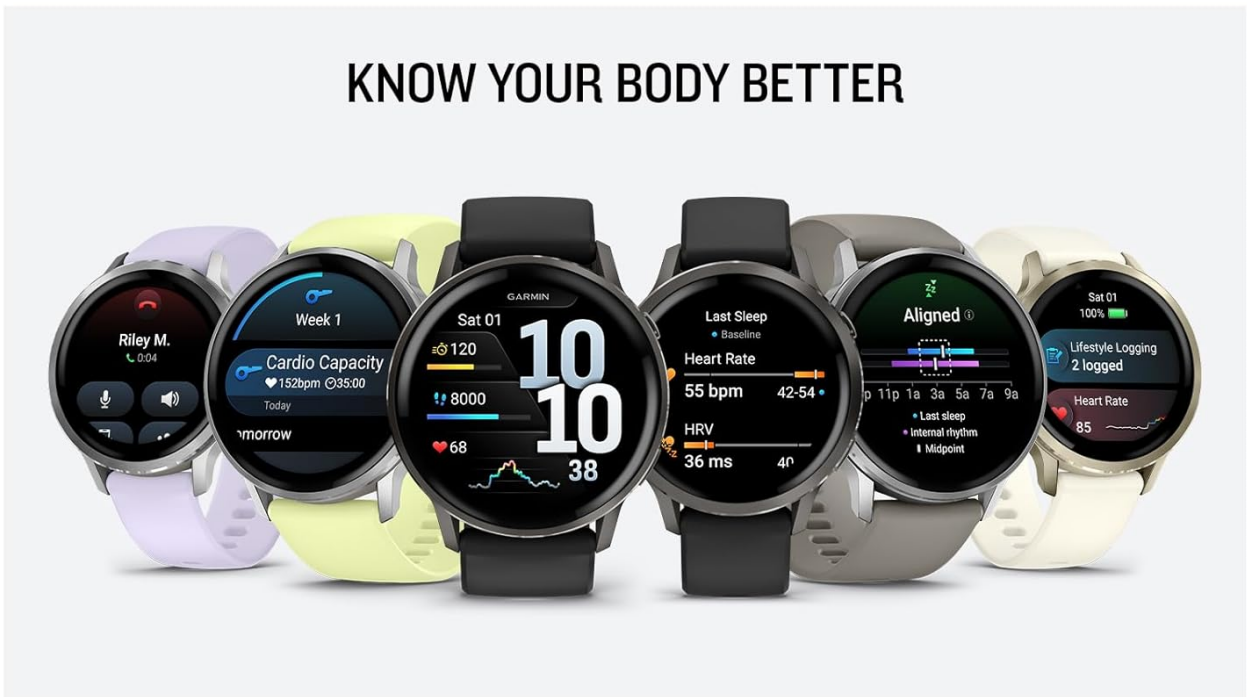 KNOW YOUR BODY BETTER
Riley M.
0:04
Week 1
Cardio Capacity
152bpm 35:00
Today
omorrow
GARMIN
Sat 01
120
8000
68
10
10
38
Last Sleep
Baseline
Heart Rate
55 bpm 42-54
HRV
36 ms 40
zz
Aligned
p 11p 1a 3a 5a 7a 9a
Last sleep
Internal rhythm
Midpoint
Sat 01
100%
Lifestyle Logging
2 logged
Heart Rate
85